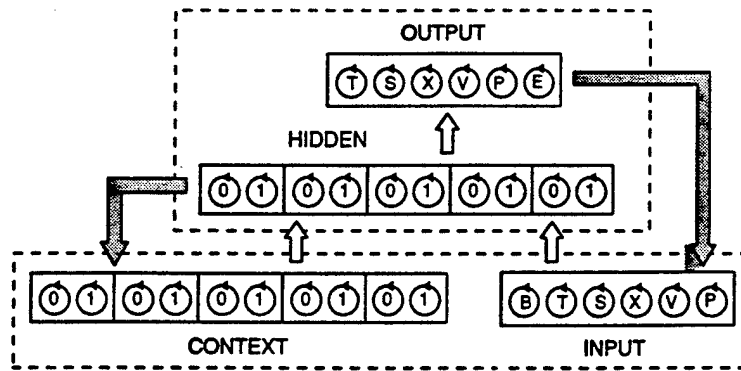 OUTPUT
T S X V P E
HIDDEN
0 1 0 1 0 1 0 1 0 1
0 1 0 1 0 1 0 1 0 1
B T S X V P
CONTEXT
INPUT